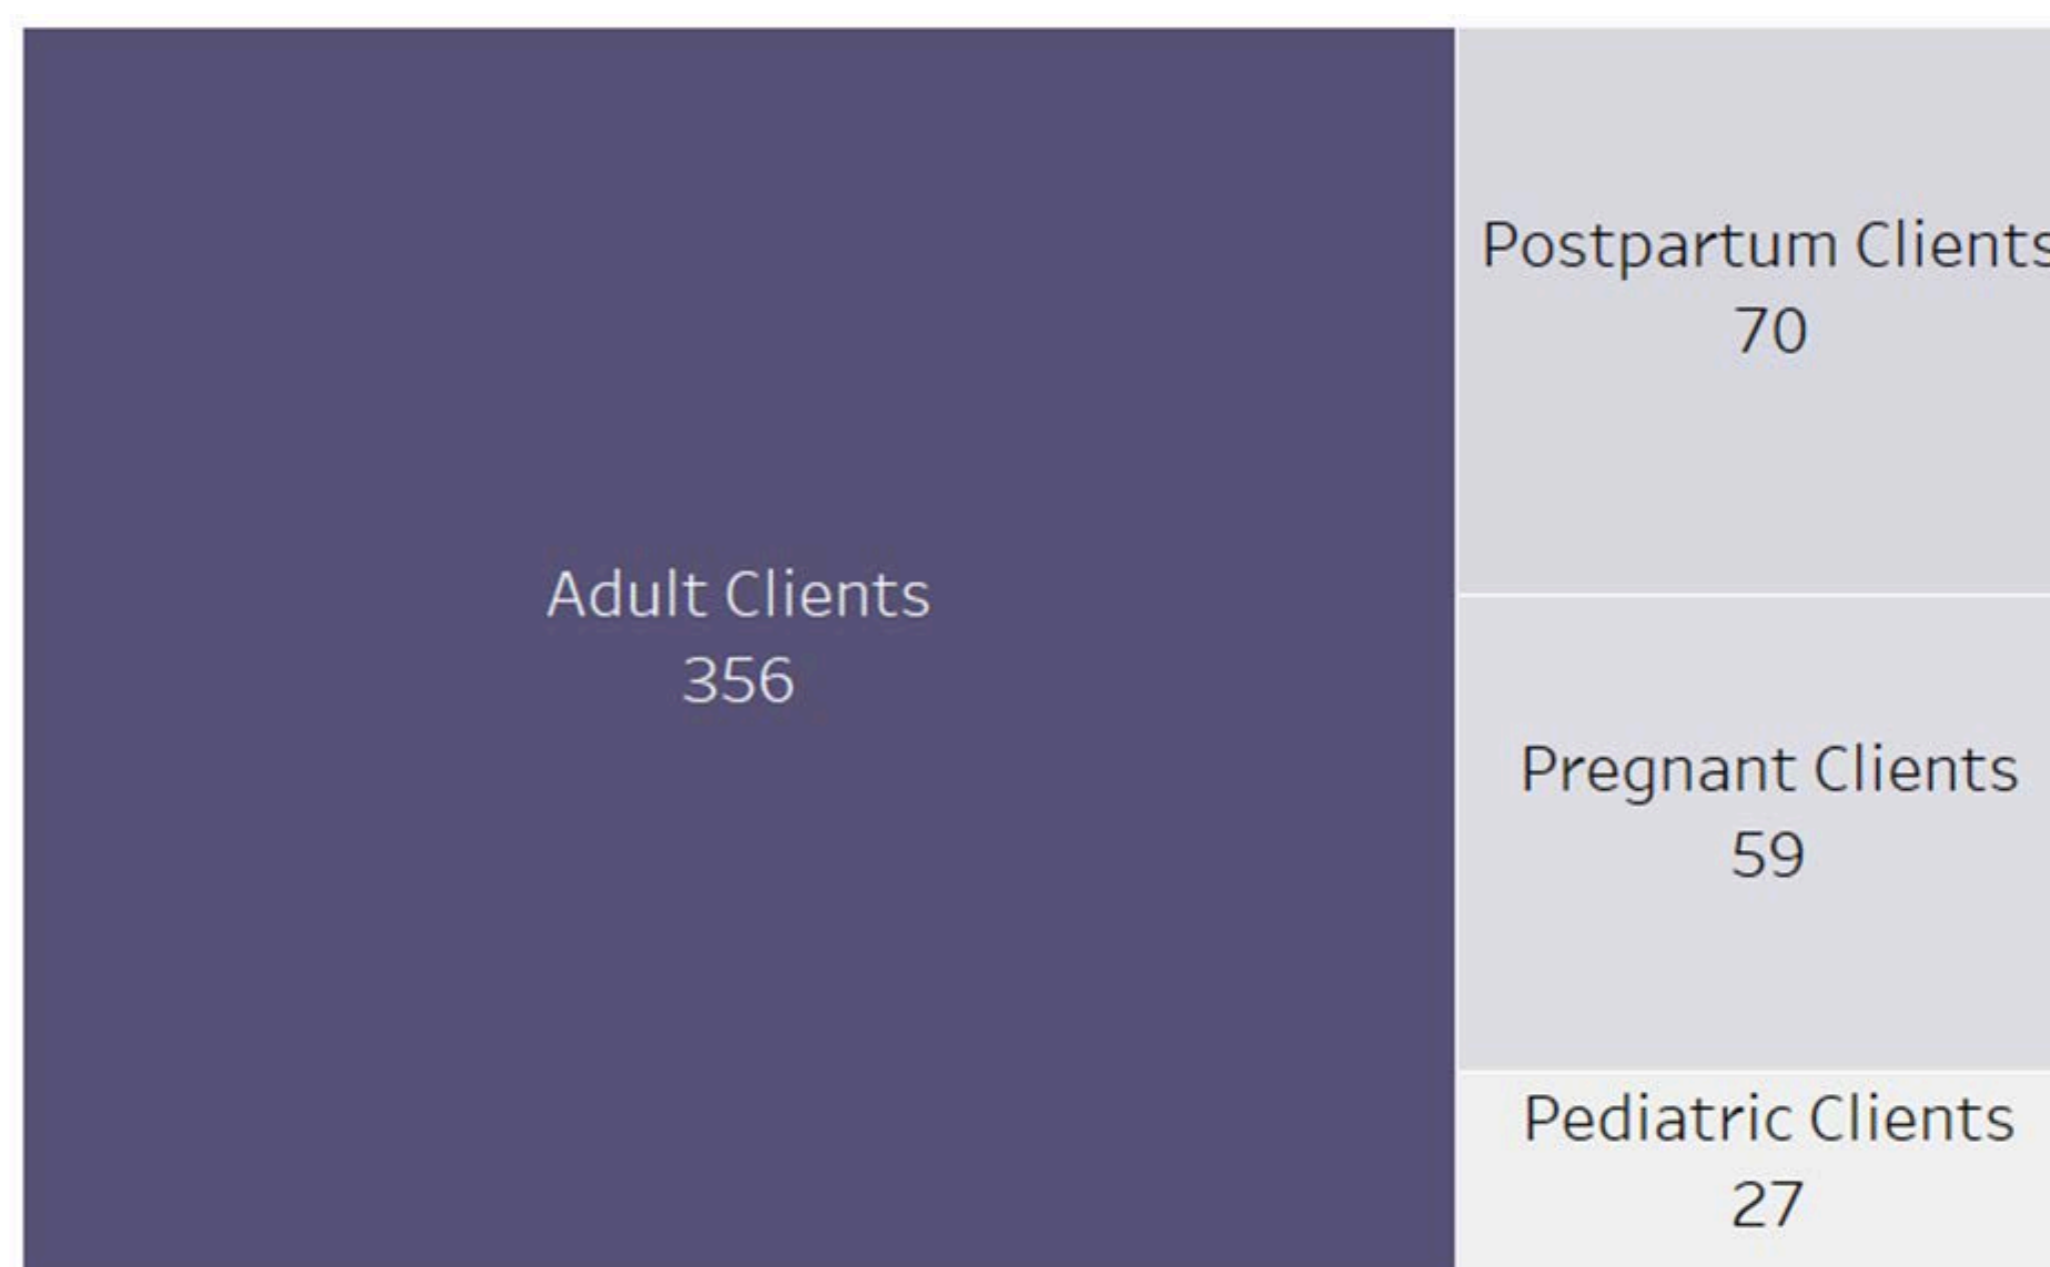 Adult Clients
356
Postpartum Clients
70
Pregnant Clients
59
Pediatric Clients
27